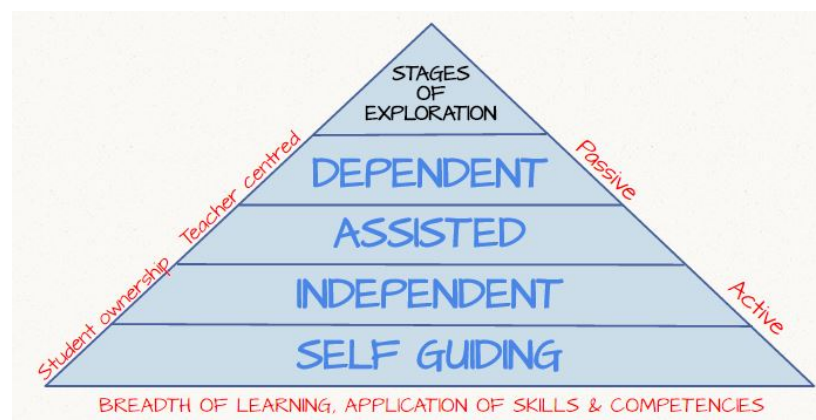 STAGES
OF
EXPLORATION
Teacher centred
Passive
DEPENDENT
ASSISTED
Student ownership
INDEPENDENT
Active
SELF GUIDING
BREADTH OF LEARNING, APPLICATION OF SKILLS & COMPETENCIES